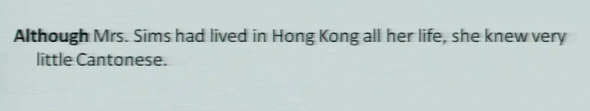 Although Mrs. Sims had lived in Hong Kong all her life, she knew very
little Cantonese.